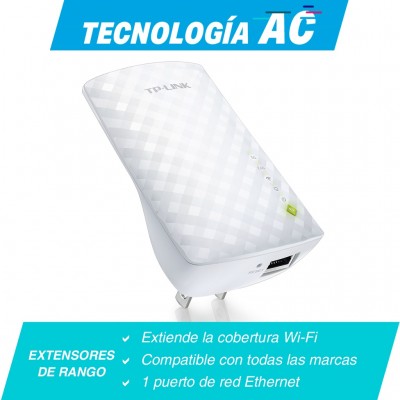 TECNOLOGÍA AC
TP-LINK
EXTENSORES
DE RANGO
Extiende la cobertura Wi-Fi
Compatible con todas las marcas
1 puerto de red Ethernet